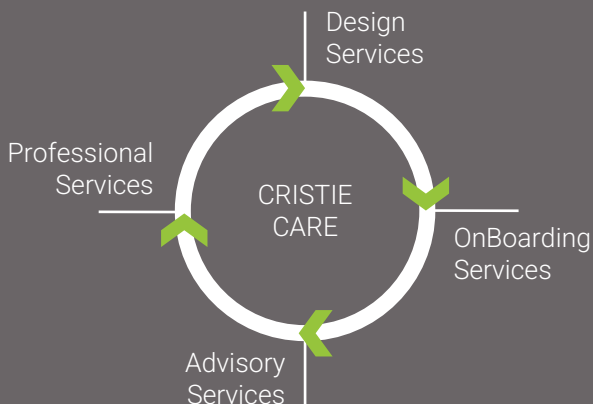 Design
Services
Professional
Services
CRISTIE
CARE
OnBoarding
Services
Advisory
Services